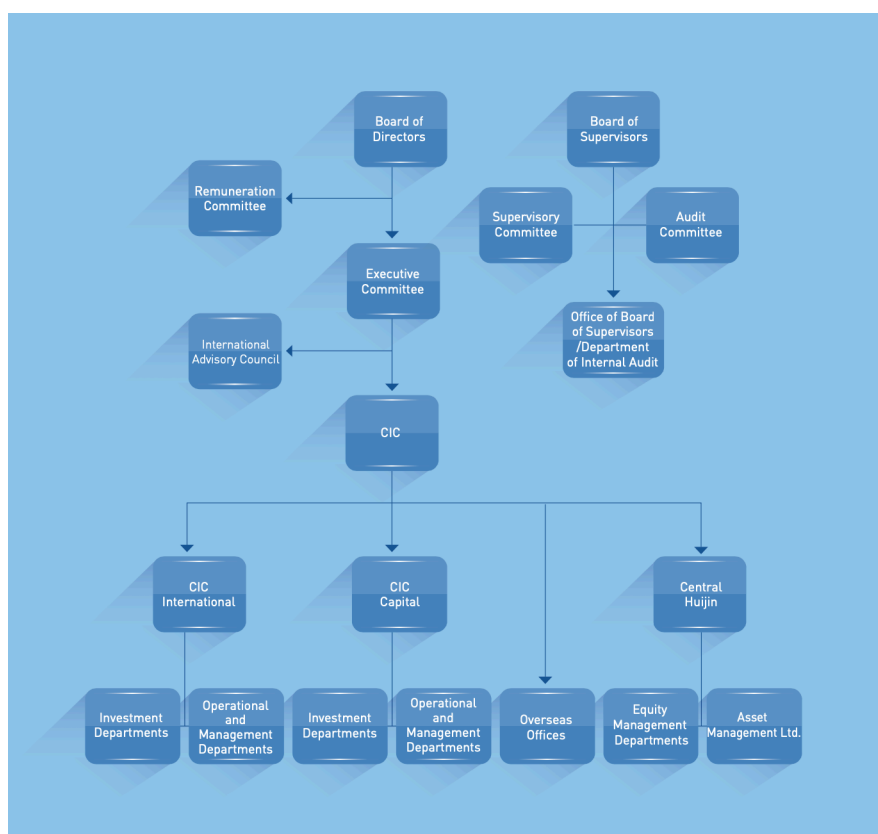 Board of
Directors
Board of
Supervisors
Remuneration
Committee
Supervisory
Committee
Audit
Committee
Executive
Committee
Office of Board
of Supervisors
/Department
of Internal Audit
International
Advisory Council
CIC
CIC
International
CIC
Capital
Central
Huijin
Investment
Departments
Operational
and
Management
Departments
Investment
Departments
Operational
and
Management
Departments
Overseas
Offices
Equity
Management
Departments
Asset
Management Ltd.